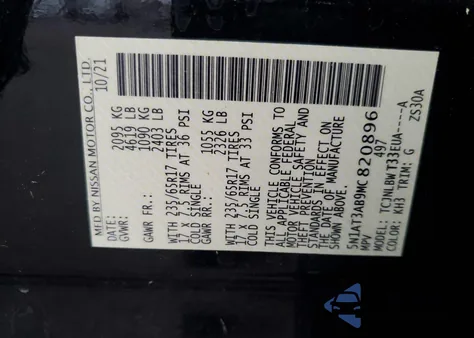 MFD BY NISSAN MOTOR CO., LTD.
DATE: 10/21
GVWR: 2095 KG
4619 LB
GAWR FR.: 1090 KG
2403 LB
WITH 235/65R17 TIRES
17 X 7.5 RIMS AT 36 PSI
COLD SINGLE
GAWR RR.: 1055 KG
2326 LB
WITH 235/65R17 TIRES
17 X 7.5 RIMS AT 33 PSI
COLD SINGLE
THIS VEHICLE CONFORMS TO
ALL APPLICABLE FEDERAL
MOTOR VEHICLE SAFETY AND
THEFT PREVENTION
STANDARDS IN EFFECT ON
THE DATE OF MANUFACTURE
SHOWN ABOVE.
5N1AT3AB9MC820896
MPV 7497
TCJNLBWT33EUA----A
COLOR: KH3 TRIM: G
ZS30A